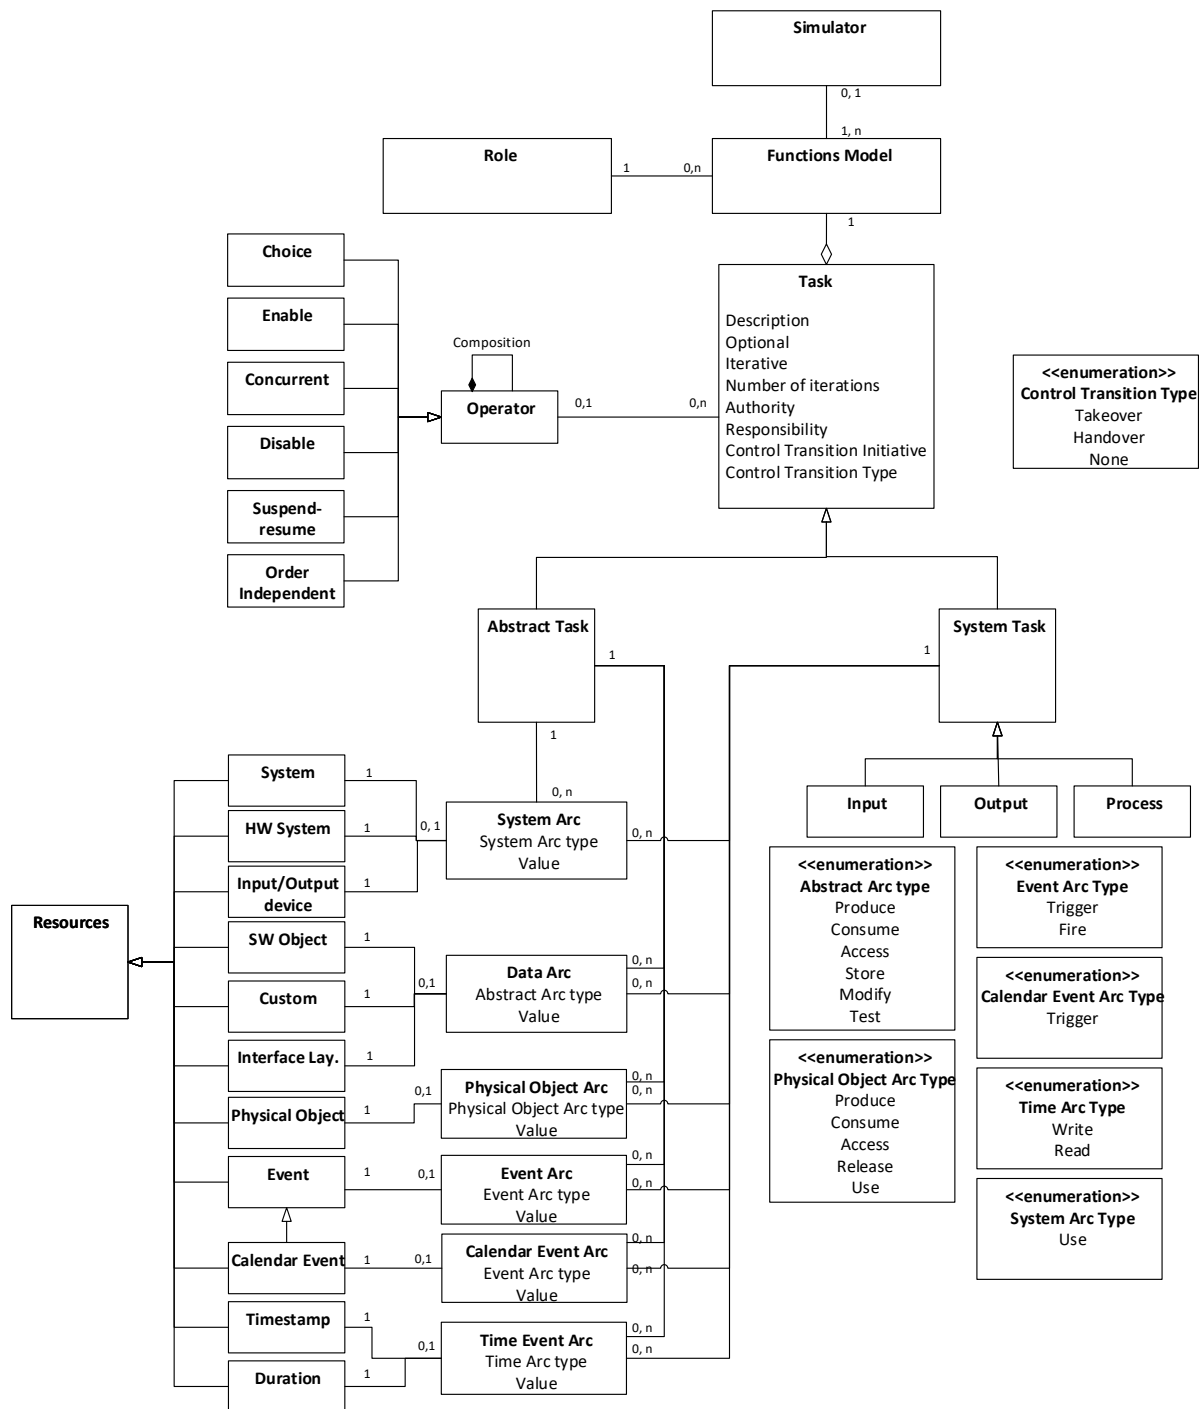 Simulator
0, 1
1, n
Role
1
0,n
Functions Model
1
Choice
Enable
Concurrent
Disable
Suspend-
resume
Order
Independent
Composition
Operator
0,1
0,n
Task
Description
Optional
Iterative
Number of iterations
Authority
Responsibility
Control Transition Initiative
Control Transition Type
<<enumeration>>
Control Transition Type
Takeover
Handover
None
Abstract Task
1
1
System Task
1
Input
Output
Process
Resources
System
1
HW System
1
Input/Output
device
1
SW Object
1
Custom
1
Interface Lay.
1
Physical Object
1
Event
1
Calendar Event
1
Timestamp
1
Duration
1
0, n
0, 1
System Arc
System Arc type
Value
0, n
0,1
Data Arc
Abstract Arc type
Value
0, n
0, n
0,1
Physical Object Arc
Physical Object Arc type
Value
0, n
0, n
0,1
Event Arc
Event Arc type
Value
0, n
0, n
0,1
Calendar Event Arc
Event Arc type
Value
0, n
0, n
0,1
Time Event Arc
Time Arc type
Value
0, n
0, n
<<enumeration>>
Abstract Arc type
Produce
Consume
Access
Store
Modify
Test
<<enumeration>>
Physical Object Arc Type
Produce
Consume
Access
Release
Use
<<enumeration>>
Event Arc Type
Trigger
Fire
<<enumeration>>
Calendar Event Arc Type
Trigger
<<enumeration>>
Time Arc Type
Write
Read
<<enumeration>>
System Arc Type
Use